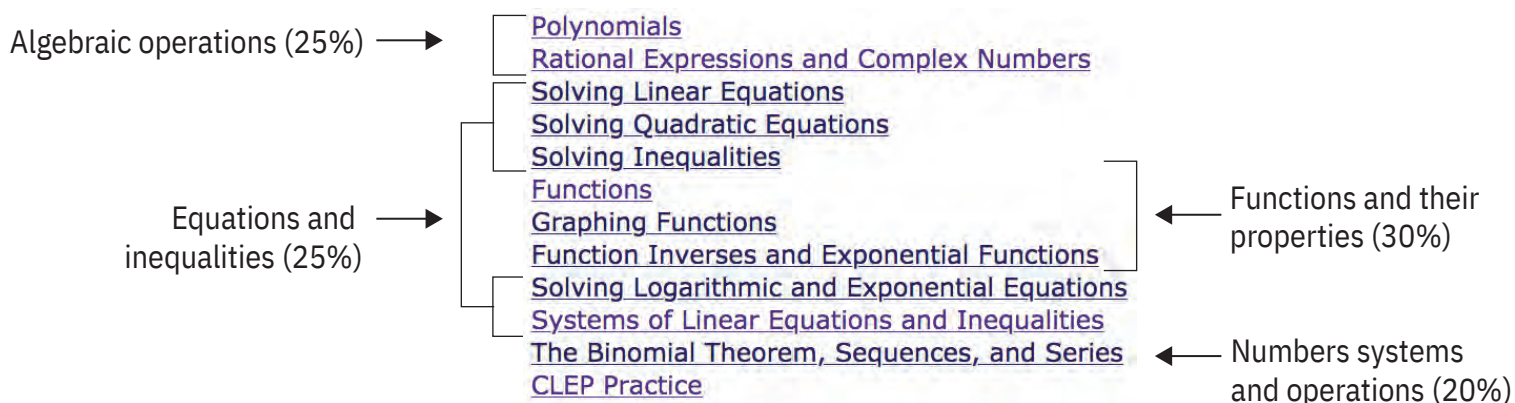 Algebraic operations (25%)
Polynomials
Rational Expressions and Complex Numbers
Solving Linear Equations
Solving Quadratic Equations
Solving Inequalities
Functions
Graphing Functions
Function Inverses and Exponential Functions
Solving Logarithmic and Exponential Equations
Systems of Linear Equations and Inequalities
The Binomial Theorem, Sequences, and Series
CLEP Practice
Equations and
inequalities (25%)
Functions and their
properties (30%)
Numbers systems
and operations (20%)